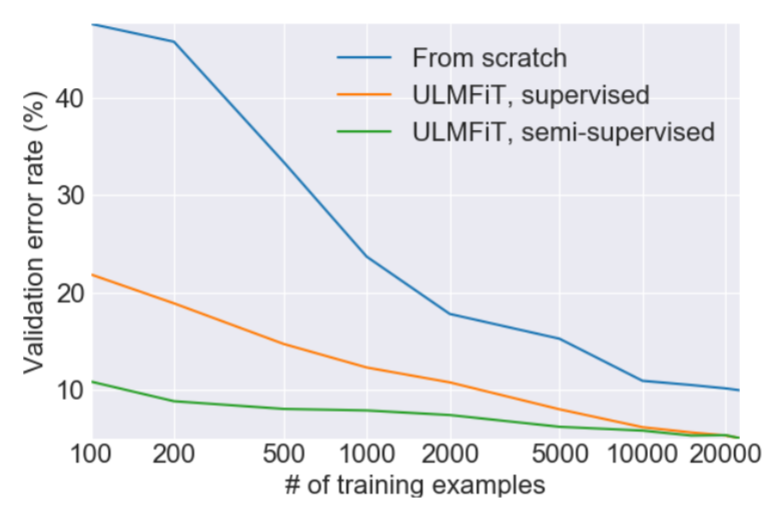 Validation error rate (%)
40
30
20
10
From scratch
ULMFiT, supervised
ULMFiT, semi-supervised
100 200 500 1000 2000 5000 10000 20000
# of training examples